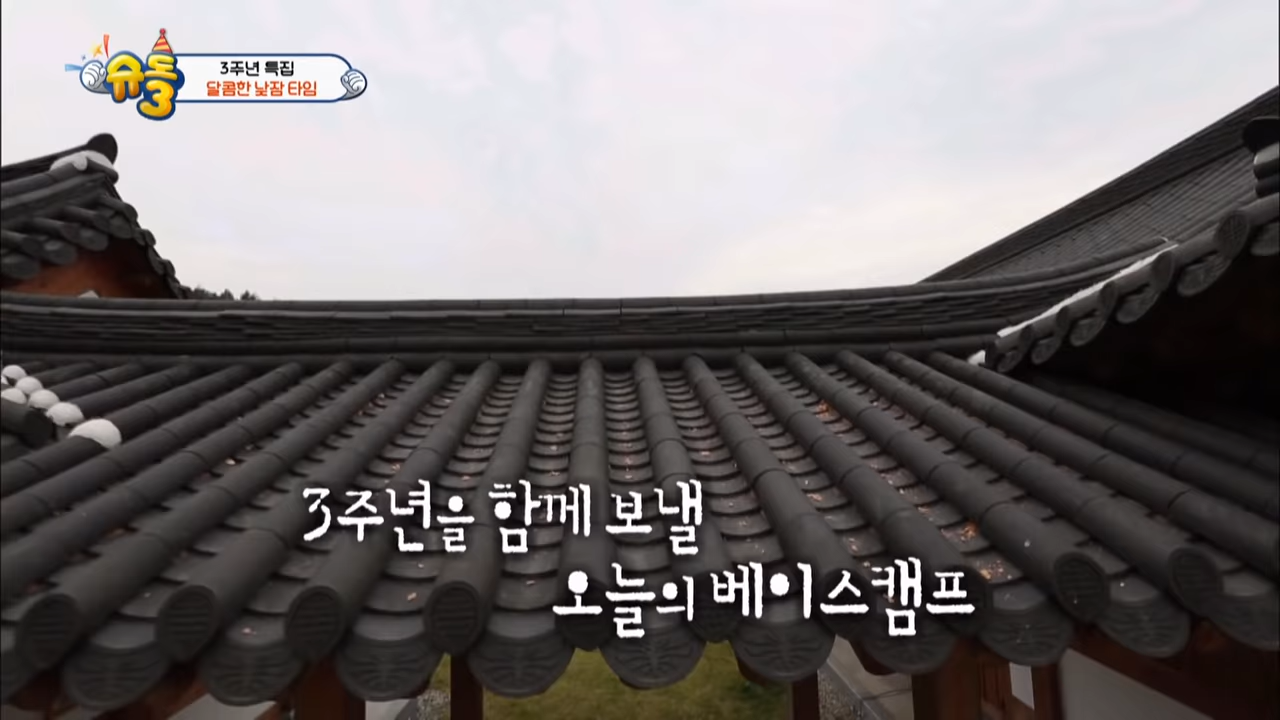 슈돌
3
3주년 특집
달콤한 낮잠 타임
3주년을 함께 보낼
오늘의 베이스캠프